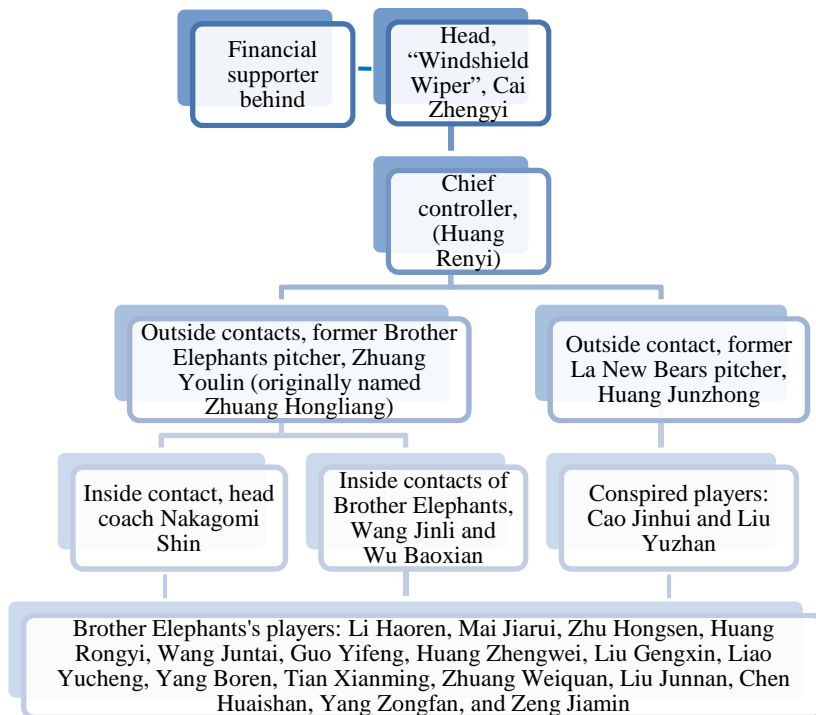 Financial
supporter
behind
Head,
“Windshield
Wiper”, Cai
Zhengyi
Chief
controller,
(Huang
Renyi)
Outside contacts, former Brother
Elephants pitcher, Zhuang
Youlin (originally named
Zhuang Hongliang)
Outside contact, former
La New Bears pitcher,
Huang Junzhong
Inside contact, head
coach Nakagomi
Shin
Inside contacts of
Brother Elephants,
Wang Jinli and
Wu Baoxian
Conspired players:
Cao Jinhui and Liu
Yuzhan
Brother Elephants's players: Li Haoren, Mai Jiarui, Zhu Hongsen, Huang
Rongyi, Wang Juntai, Guo Yifeng, Huang Zhengwei, Liu Gengxin, Liao
Yucheng, Yang Boren, Tian Xianming, Zhuang Weiquan, Liu Junnan, Chen
Huaishan, Yang Zongfan, and Zeng Jiamin